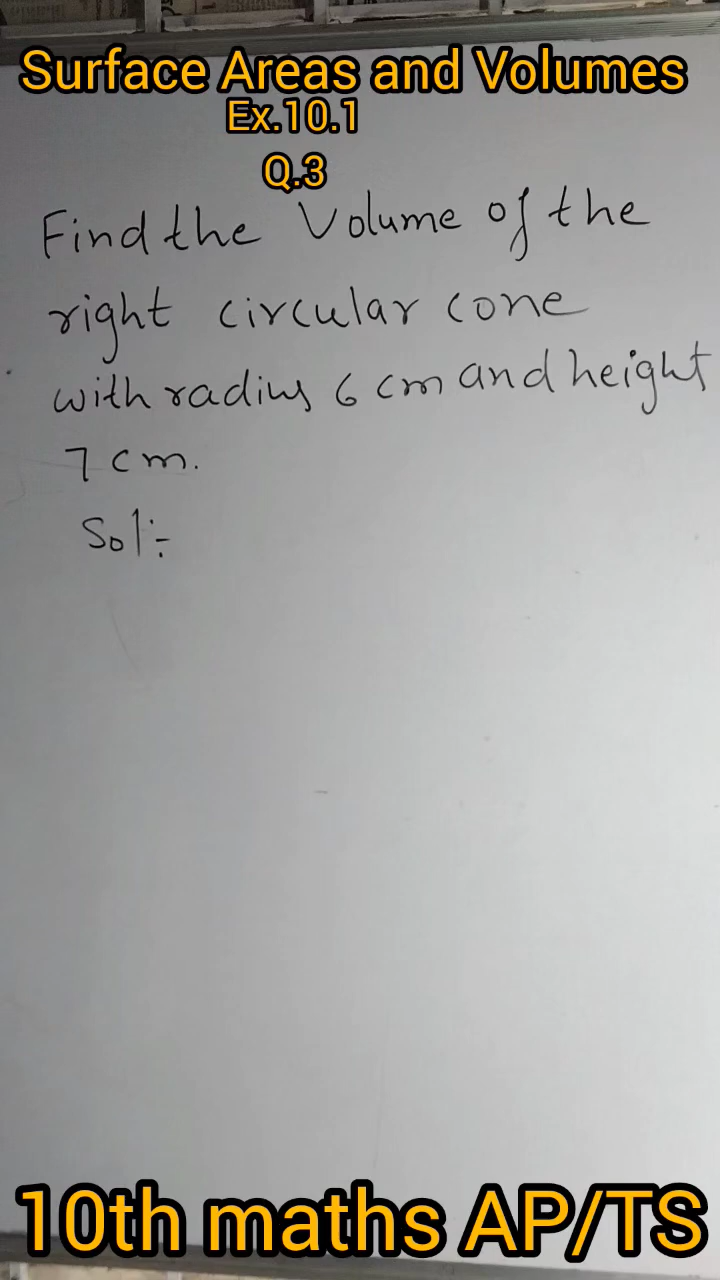 Surface Areas and Volumes
Ex.10.1
Q.3
Find the Volume of the
right circular cone
with radius 6 cm and height
7 cm.
Sol:-
10th maths AP/TS